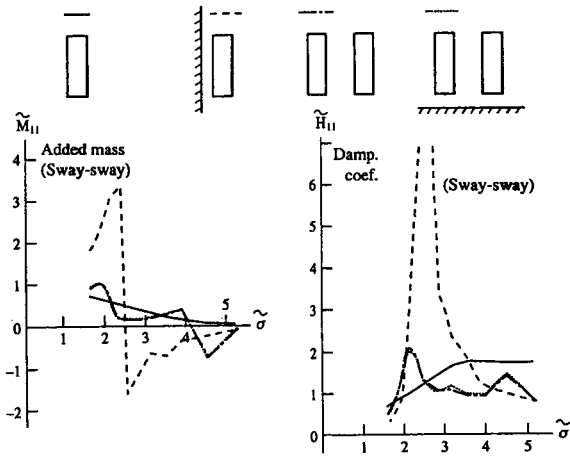 M̃₁₁
Added mass
(Sway-sway)
4
3
2
1
0
-1
-2
1 2 3 4 5
σ̃
H̃₁₁
Damp.
coef.
(Sway-sway)
6
5
4
3
2
1
0
1 2 3 4 5
σ̃